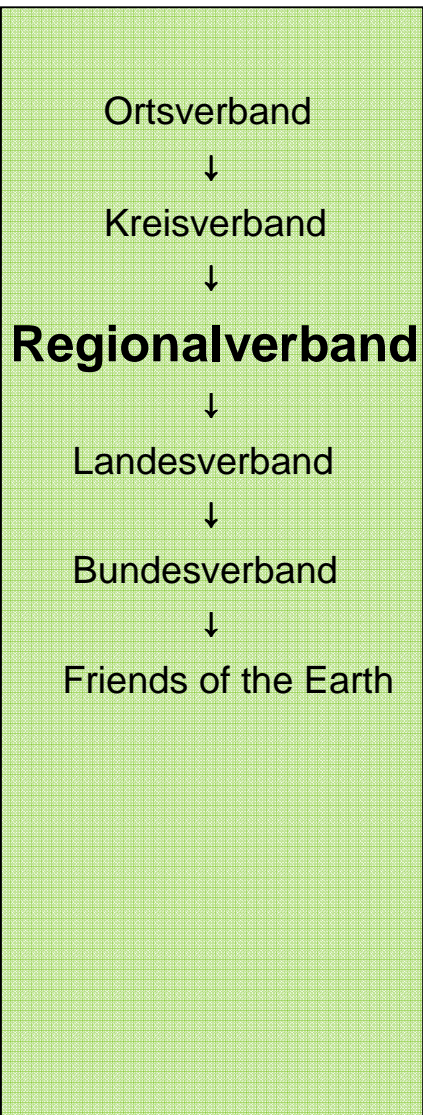 Ortsverband
↓
Kreisverband
↓
Regionalverband
↓
Landesverband
↓
Bundesverband
↓
Friends of the Earth